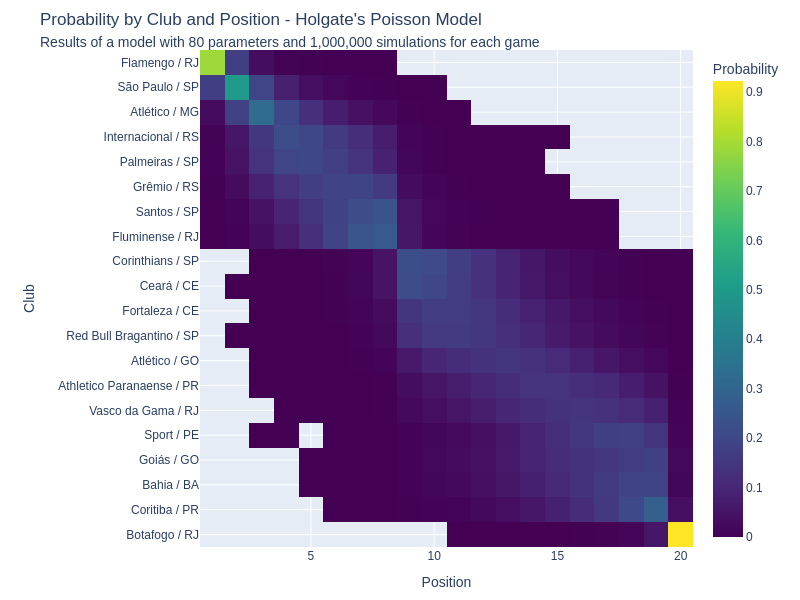 Probability by Club and Position - Holgate's Poisson Model
Results of a model with 80 parameters and 1,000,000 simulations for each game
Probability
Flamengo / RJ
São Paulo / SP
Atlético / MG
Internacional / RS
Palmeiras / SP
Grêmio / RS
Santos / SP
Fluminense / RJ
Corinthians / SP
Ceará / CE
Fortaleza / CE
Red Bull Bragantino / SP
Atlético / GO
Athletico Paranaense / PR
Vasco da Gama / RJ
Sport / PE
Goiás / GO
Bahia / BA
Coritiba / PR
Botafogo / RJ
Club
5 10 15 20
Position
0.9
0.8
0.7
0.6
0.5
0.4
0.3
0.2
0.1
0